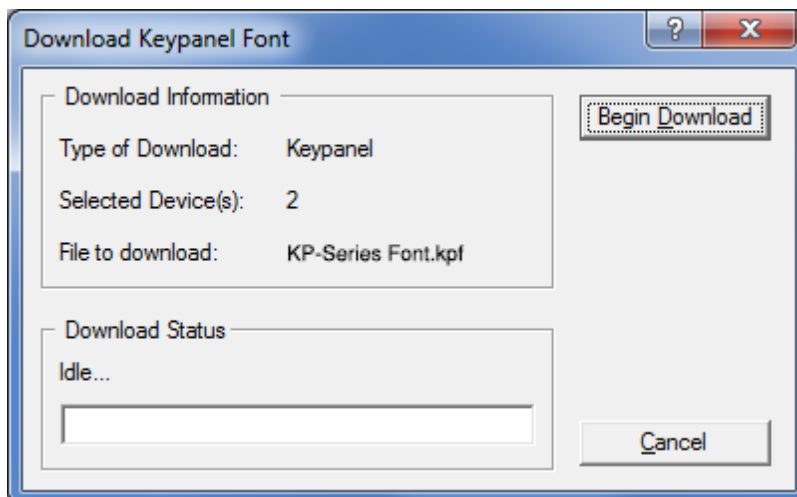 Download Keypanel Font
Download Information
Type of Download: Keypanel
Selected Device(s): 2
File to download: KP-Series Font.kpf
Begin Download
Download Status
Idle...
Cancel